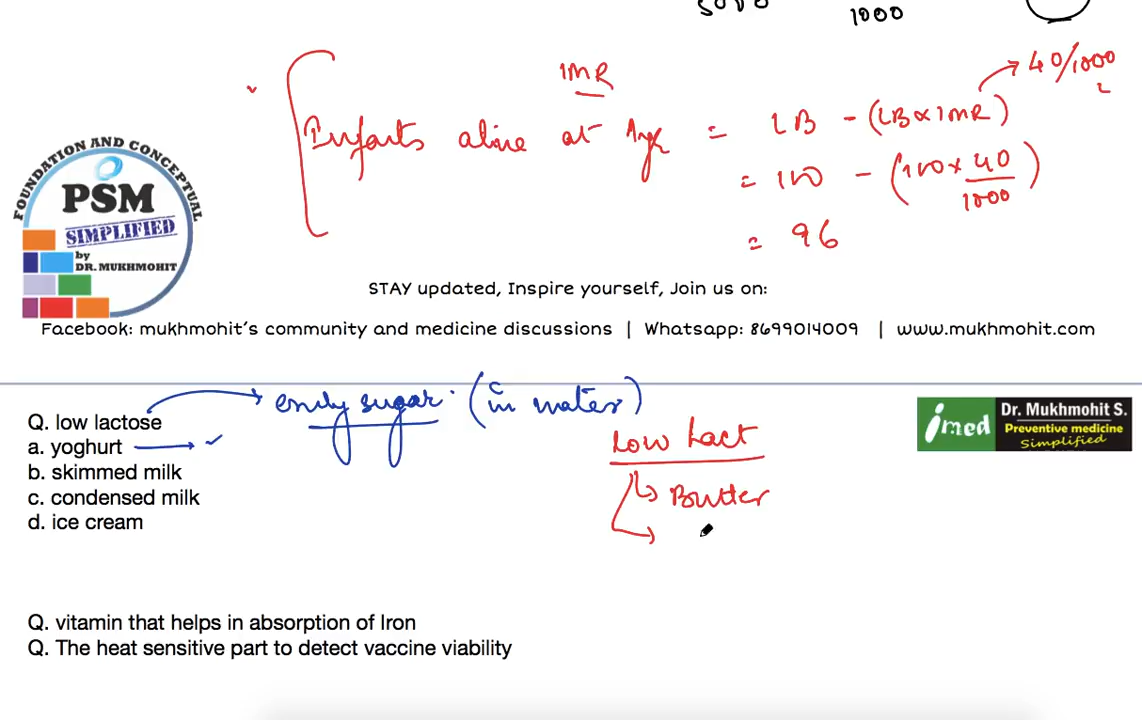 5000
1000
IMR
40/1000
Infants alive at Age = LB - (LB x IMR)
= 100 - (100 x 40/1000)
= 96
FOUNDATION AND CONCEPTUAL
PSM
SIMPLIFIED
by
DR. MUKHMOHIT
STAY updated, Inspire yourself, Join us on:
Facebook: mukhmohit's community and medicine discussions | Whatsapp: 8699014009 | www.mukhmohit.com
only sugar. (in water)
Q. low lactose
a. yoghurt
b. skimmed milk
c. condensed milk
d. ice cream
Low Lact
Butter
imed
Dr. Mukhmohit S.
Preventive medicine
Simplified
Q. vitamin that helps in absorption of Iron
Q. The heat sensitive part to detect vaccine viability